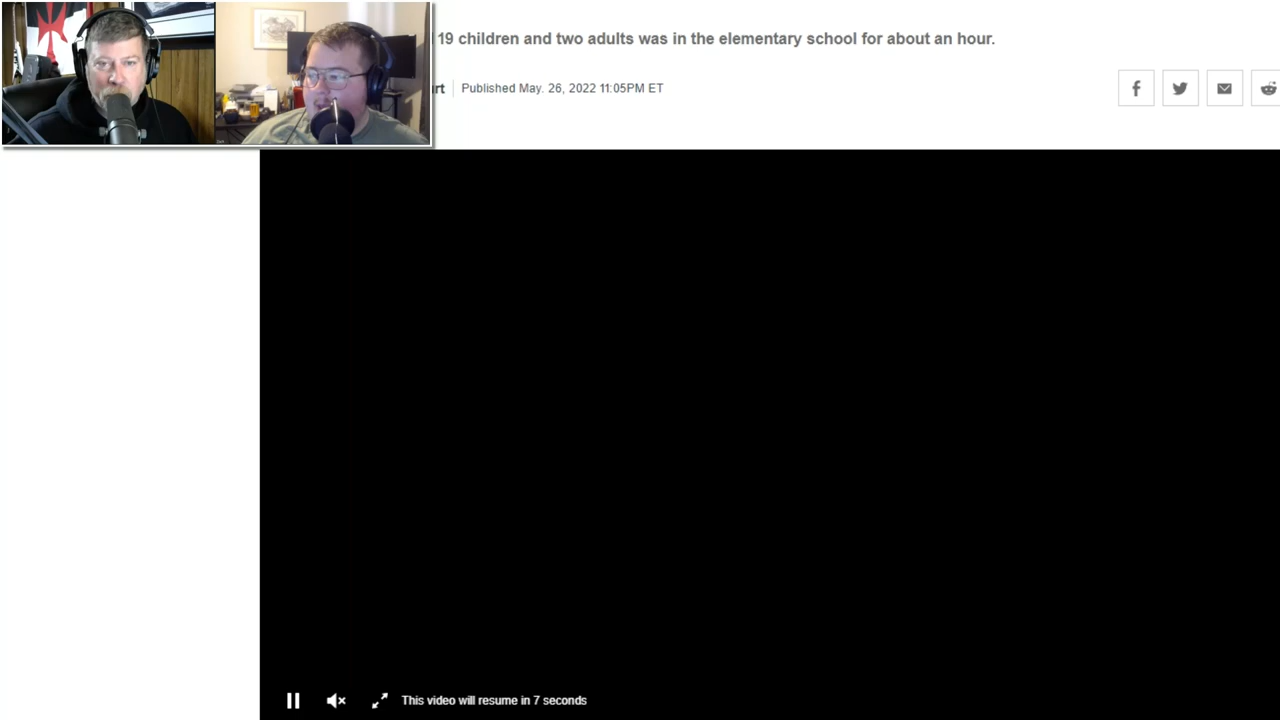 19 children and two adults was in the elementary school for about an hour.
urt Published May. 26, 2022 11:05PM ET
This video will resume in 7 seconds